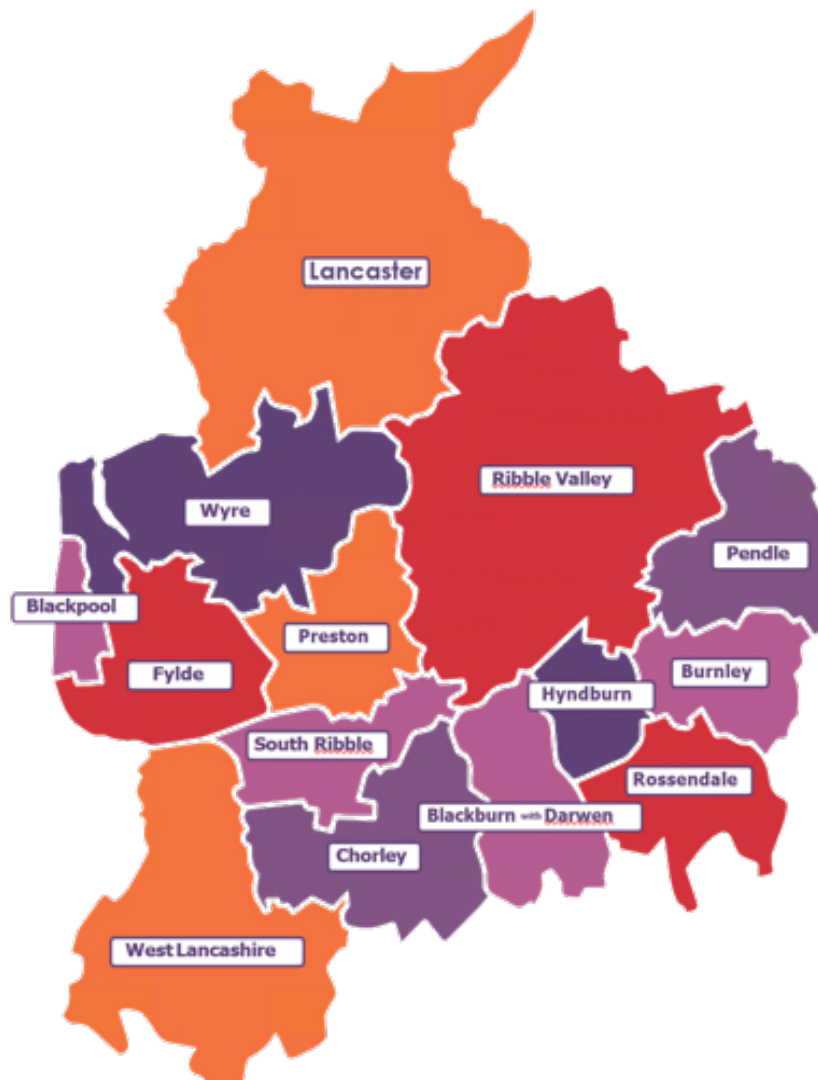 Lancaster
Ribble Valley
Wyre
Pendle
Blackpool
Preston
Fylde
Burnley
Hyndburn
South Ribble
Rossendale
Blackburn with Darwen
Chorley
West Lancashire